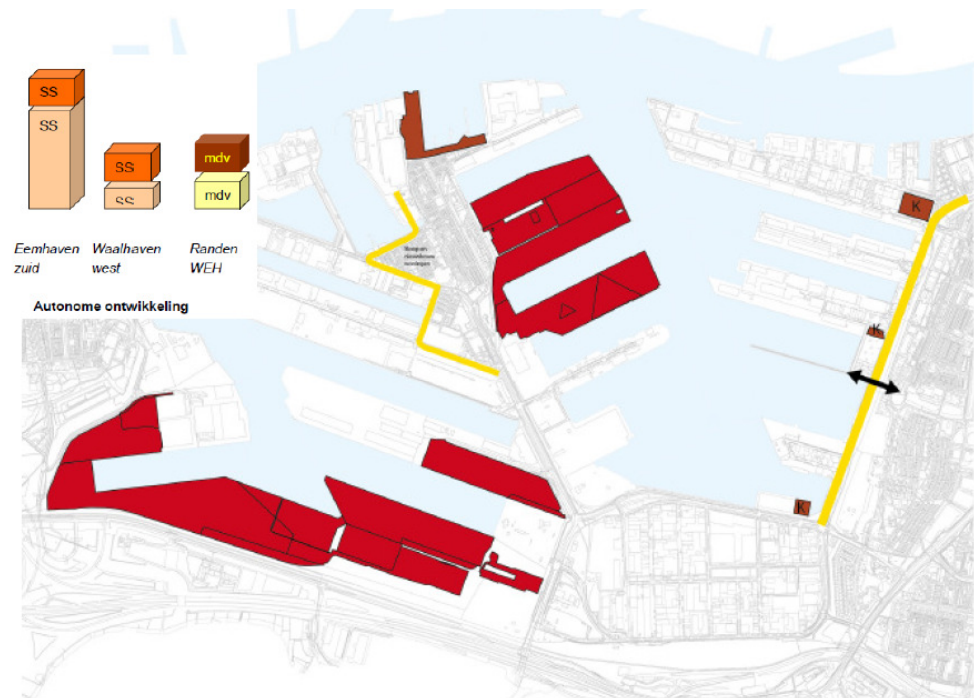 SS
SS
SS
SS
mdv
mdv
Eemhaven
zuid
Waalhaven
west
Randen
WEH
Autonome ontwikkeling
K
K
K